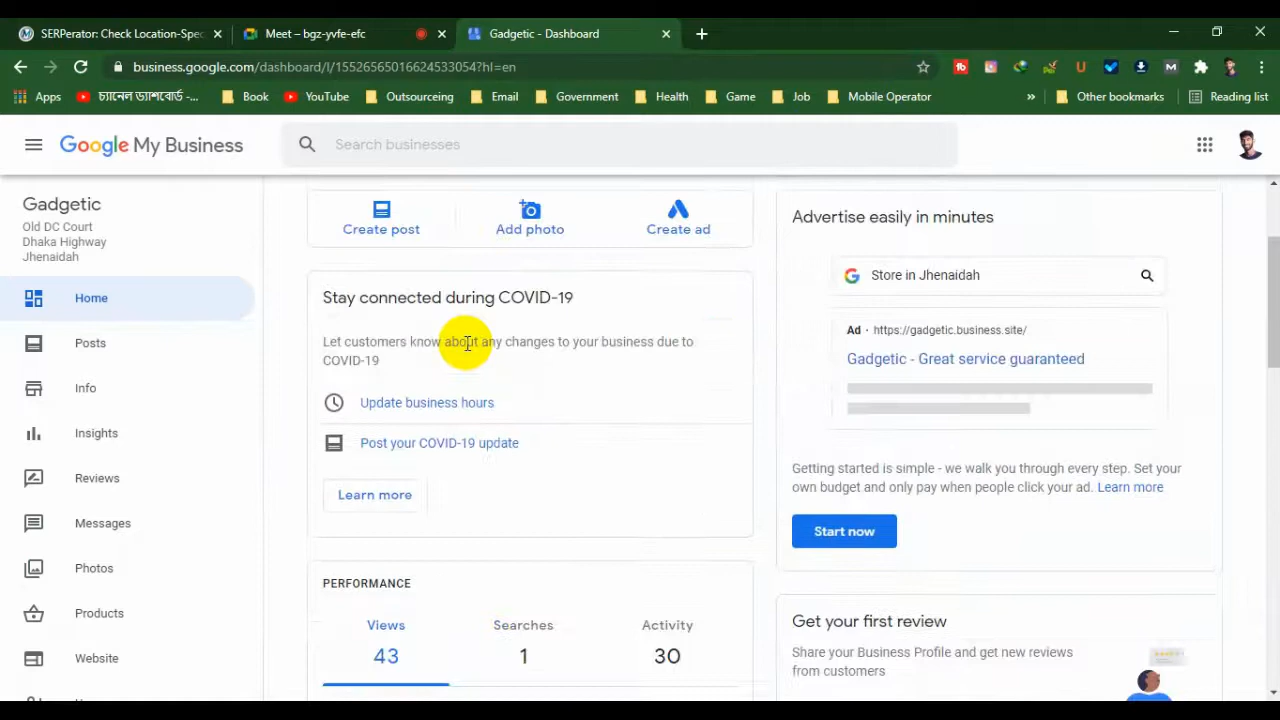 SERPerator: Check Location-Spec
Meet – bgz-yvfe-efc
Gadgetic - Dashboard
business.google.com/dashboard/l/15526565016624533054?hl=en
Apps
চ্যানেল ড্যাশবোর্ড -...
Book
YouTube
Outsourceing
Email
Government
Health
Game
Job
Mobile Operator
»
Other bookmarks
Reading list
Google My Business
Search businesses
Gadgetic
Old DC Court
Dhaka Highway
Jhenaidah
Home
Posts
Info
Insights
Reviews
Messages
Photos
Products
Website
Create post
Add photo
Create ad
Stay connected during COVID-19
Let customers know about any changes to your business due to
COVID-19
Update business hours
Post your COVID-19 update
Learn more
PERFORMANCE
Views
Searches
Activity
43
1
30
Advertise easily in minutes
Store in Jhenaidah
Ad · https://gadgetic.business.site/
Gadgetic - Great service guaranteed
Getting started is simple - we walk you through every step. Set your
own budget and only pay when people click your ad. Learn more
Start now
Get your first review
Share your Business Profile and get new reviews
from customers